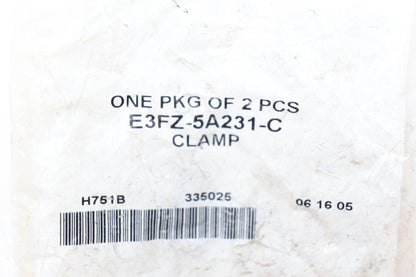 ONE PKG OF 2 PCS
E3FZ-5A231-C
CLAMP
H751B 335025 06 16 05